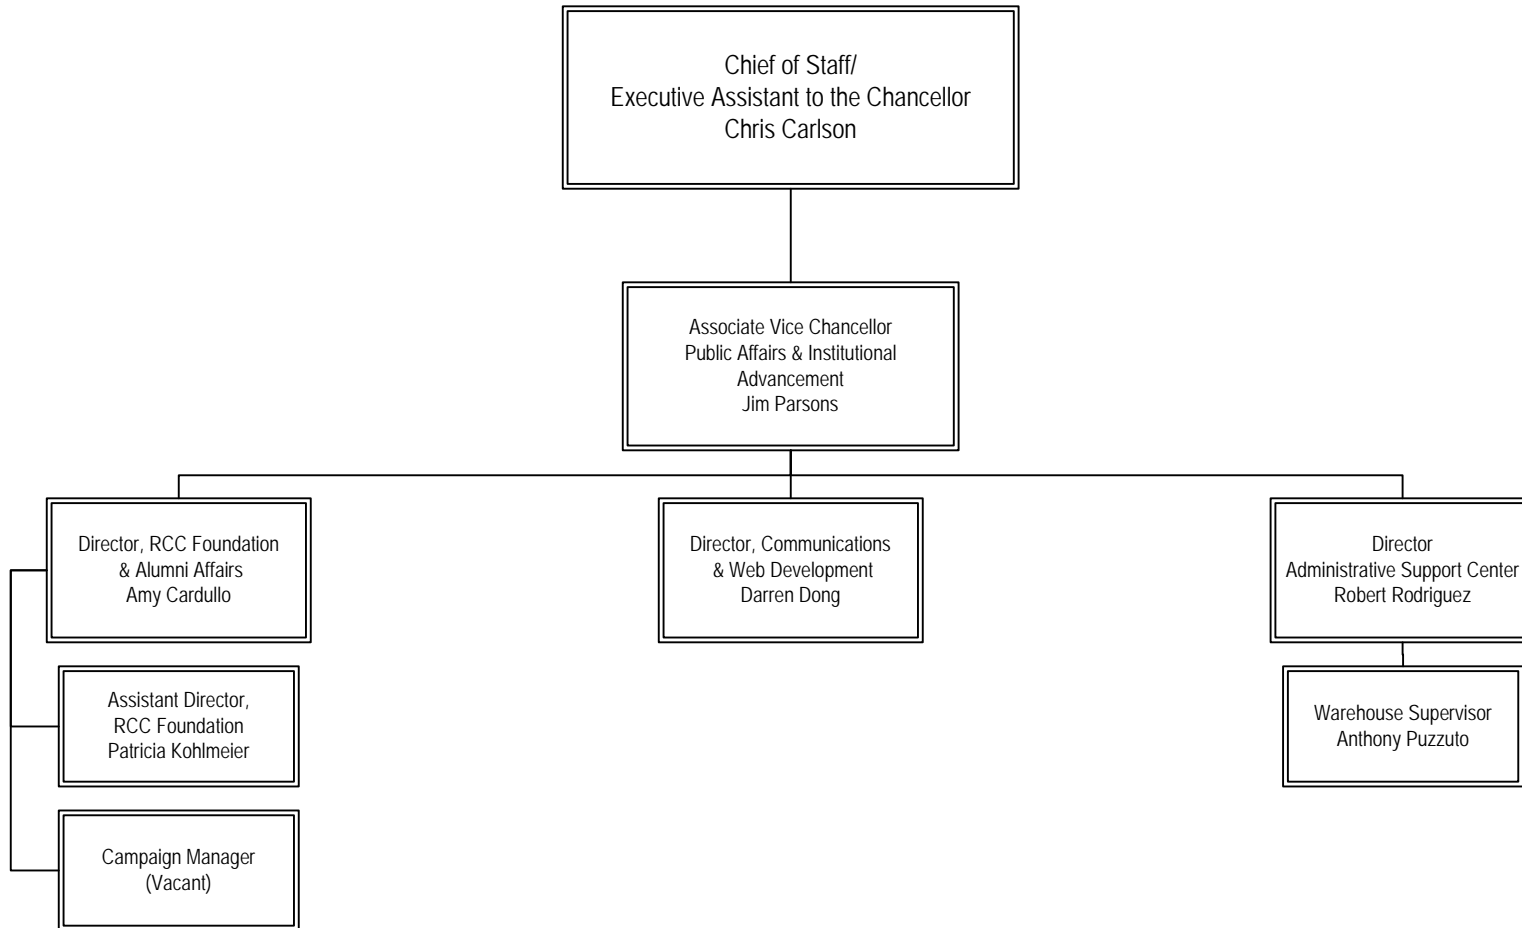 Chief of Staff/
Executive Assistant to the Chancellor
Chris Carlson
Associate Vice Chancellor
Public Affairs & Institutional
Advancement
Jim Parsons
Director, RCC Foundation
& Alumni Affairs
Amy Cardullo
Director, Communications
& Web Development
Darren Dong
Director
Administrative Support Center
Robert Rodriguez
Assistant Director,
RCC Foundation
Patricia Kohlmeier
Warehouse Supervisor
Anthony Puzzuto
Campaign Manager
(Vacant)